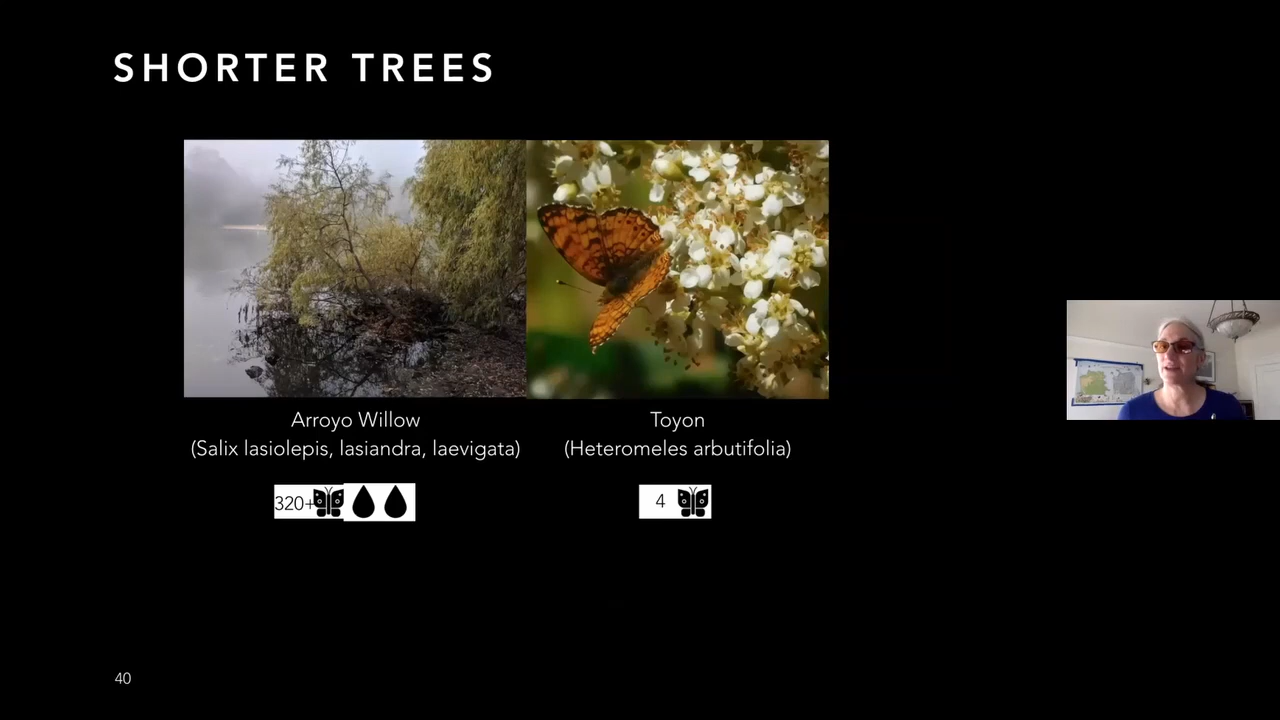 SHORTER TREES
Arroyo Willow
(Salix lasiolepis, lasiandra, laevigata)
Toyon
(Heteromeles arbutifolia)
320+
4
40